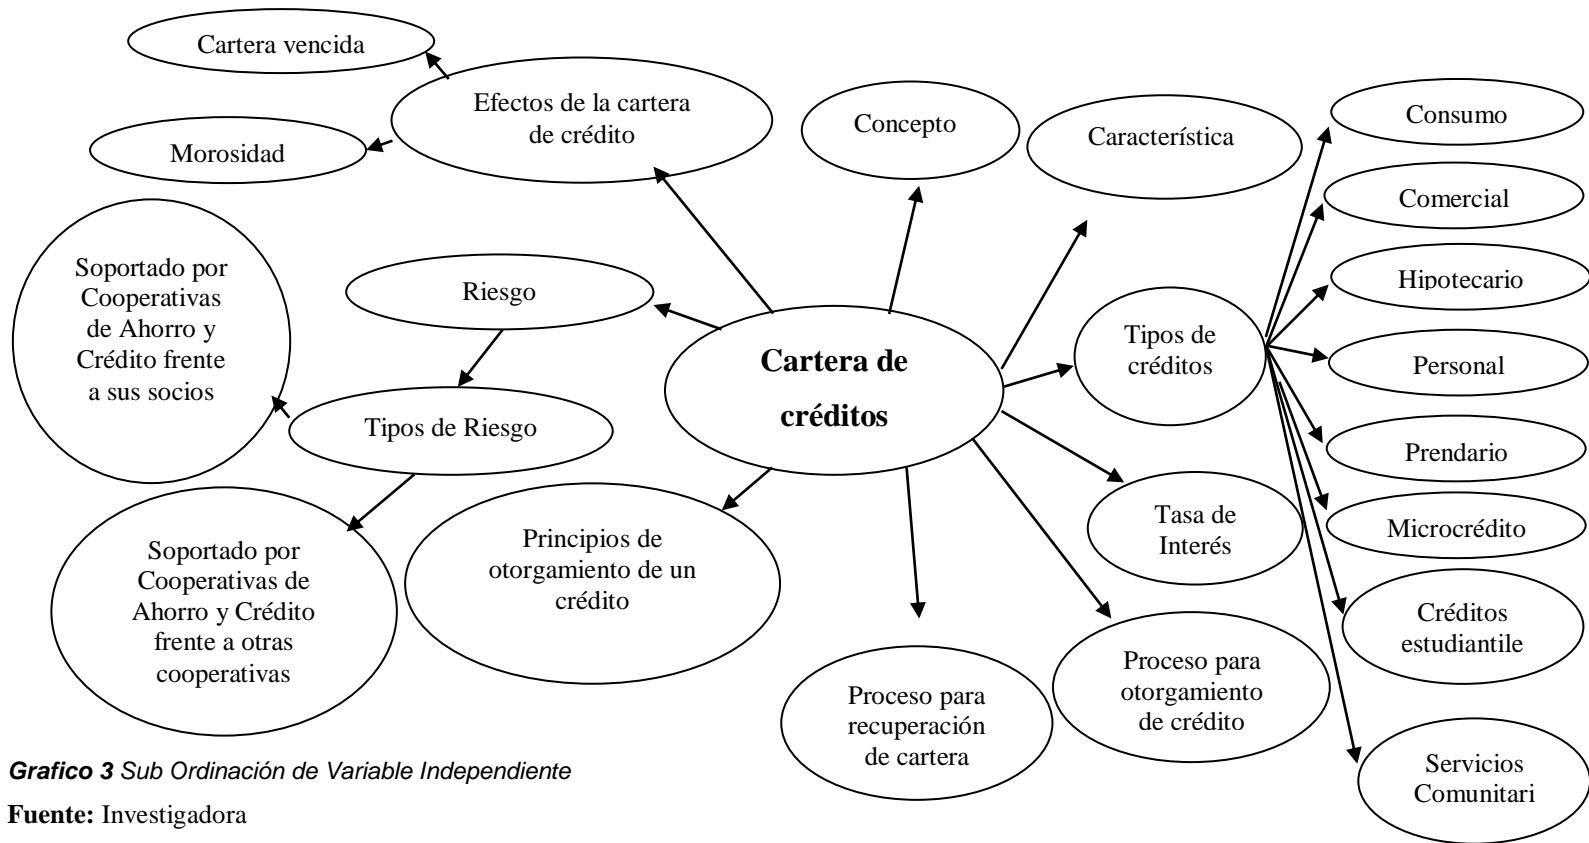 Cartera vencida
Morosidad
Efectos de la cartera
de crédito
Concepto
Característica
Consumo
Comercial
Hipotecario
Personal
Prendario
Microcrédito
Créditos
estudiantile
Servicios
Comunitari
Tipos de
créditos
Riesgo
Soportado por
Cooperativas
de Ahorro y
Crédito frente
a sus socios
Cartera de
créditos
Tipos de Riesgo
Soportado por
Cooperativas de
Ahorro y Crédito
frente a otras
cooperativas
Principios de
otorgamiento de un
crédito
Tasa de
Interés
Proceso para
recuperación
de cartera
Proceso para
otorgamiento
de crédito
Grafico 3 Sub Ordinación de Variable Independiente
Fuente: Investigadora